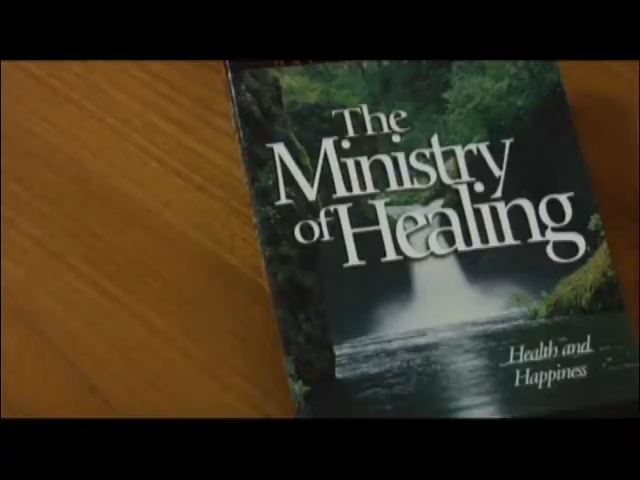 The
Ministry
of Healing
Health and
Happiness